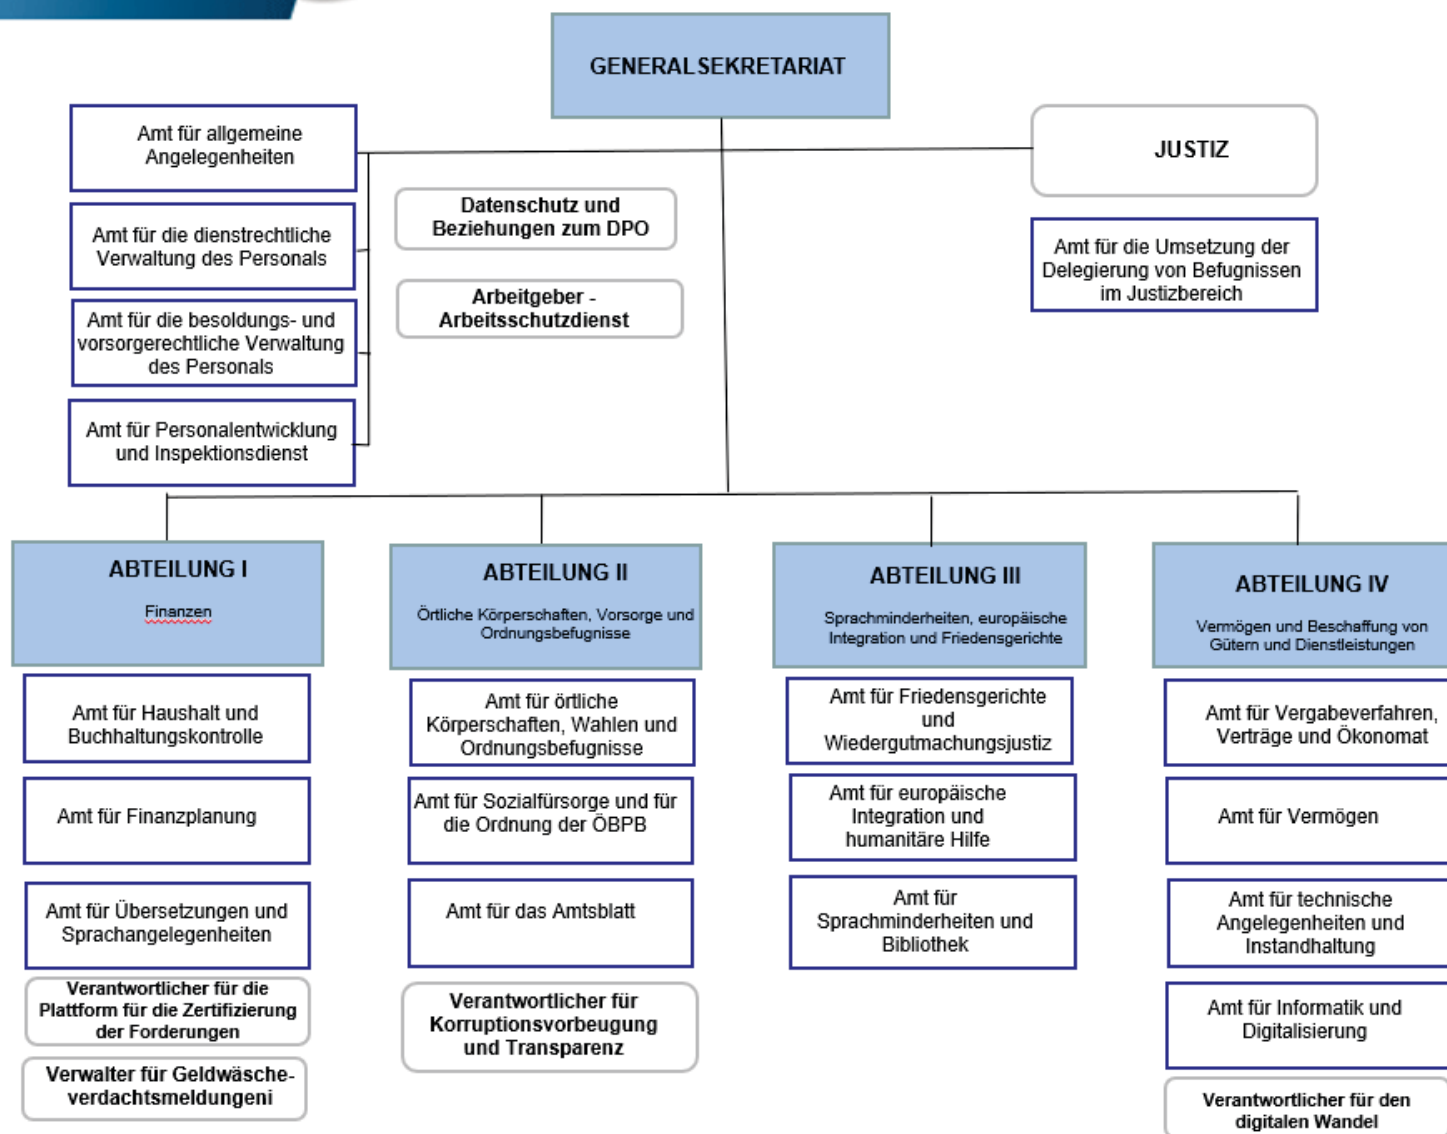 GENERALSEKRETARIAT
Amt für allgemeine
Angelegenheiten
Amt für die dienstrechtliche
Verwaltung des Personals
Amt für die besoldungs- und
vorsorgerechtliche Verwaltung
des Personals
Amt für Personalentwicklung
und Inspektionsdienst
Datenschutz und
Beziehungen zum DPO
Arbeitgeber -
Arbeitsschutzdienst
JUSTIZ
Amt für die Umsetzung der
Delegierung von Befugnissen
im Justizbereich
ABTEILUNG I
Finanzen
Amt für Haushalt und
Buchhaltungskontrolle
Amt für Finanzplanung
Amt für Übersetzungen und
Sprachangelegenheiten
Verantwortlicher für die
Plattform für die Zertifizierung
der Forderungen
Verwalter für Geldwäsche-
verdachtsmeldungeni
ABTEILUNG II
Örtliche Körperschaften, Vorsorge und
Ordnungsbefugnisse
Amt für örtliche
Körperschaften, Wahlen und
Ordnungsbefugnisse
Amt für Sozialfürsorge und für
die Ordnung der ÖBPB
Amt für das Amtsblatt
Verantwortlicher für
Korruptionsvorbeugung
und Transparenz
ABTEILUNG III
Sprachminderheiten, europäische
Integration und Friedensgerichte
Amt für Friedensgerichte
und
Wiedergutmachungsjustiz
Amt für europäische
Integration und
humanitäre Hilfe
Amt für
Sprachminderheiten und
Bibliothek
ABTEILUNG IV
Vermögen und Beschaffung von
Gütern und Dienstleistungen
Amt für Vergabeverfahren,
Verträge und Ökonomat
Amt für Vermögen
Amt für technische
Angelegenheiten und
Instandhaltung
Amt für Informatik und
Digitalisierung
Verantwortlicher für den
digitalen Wandel